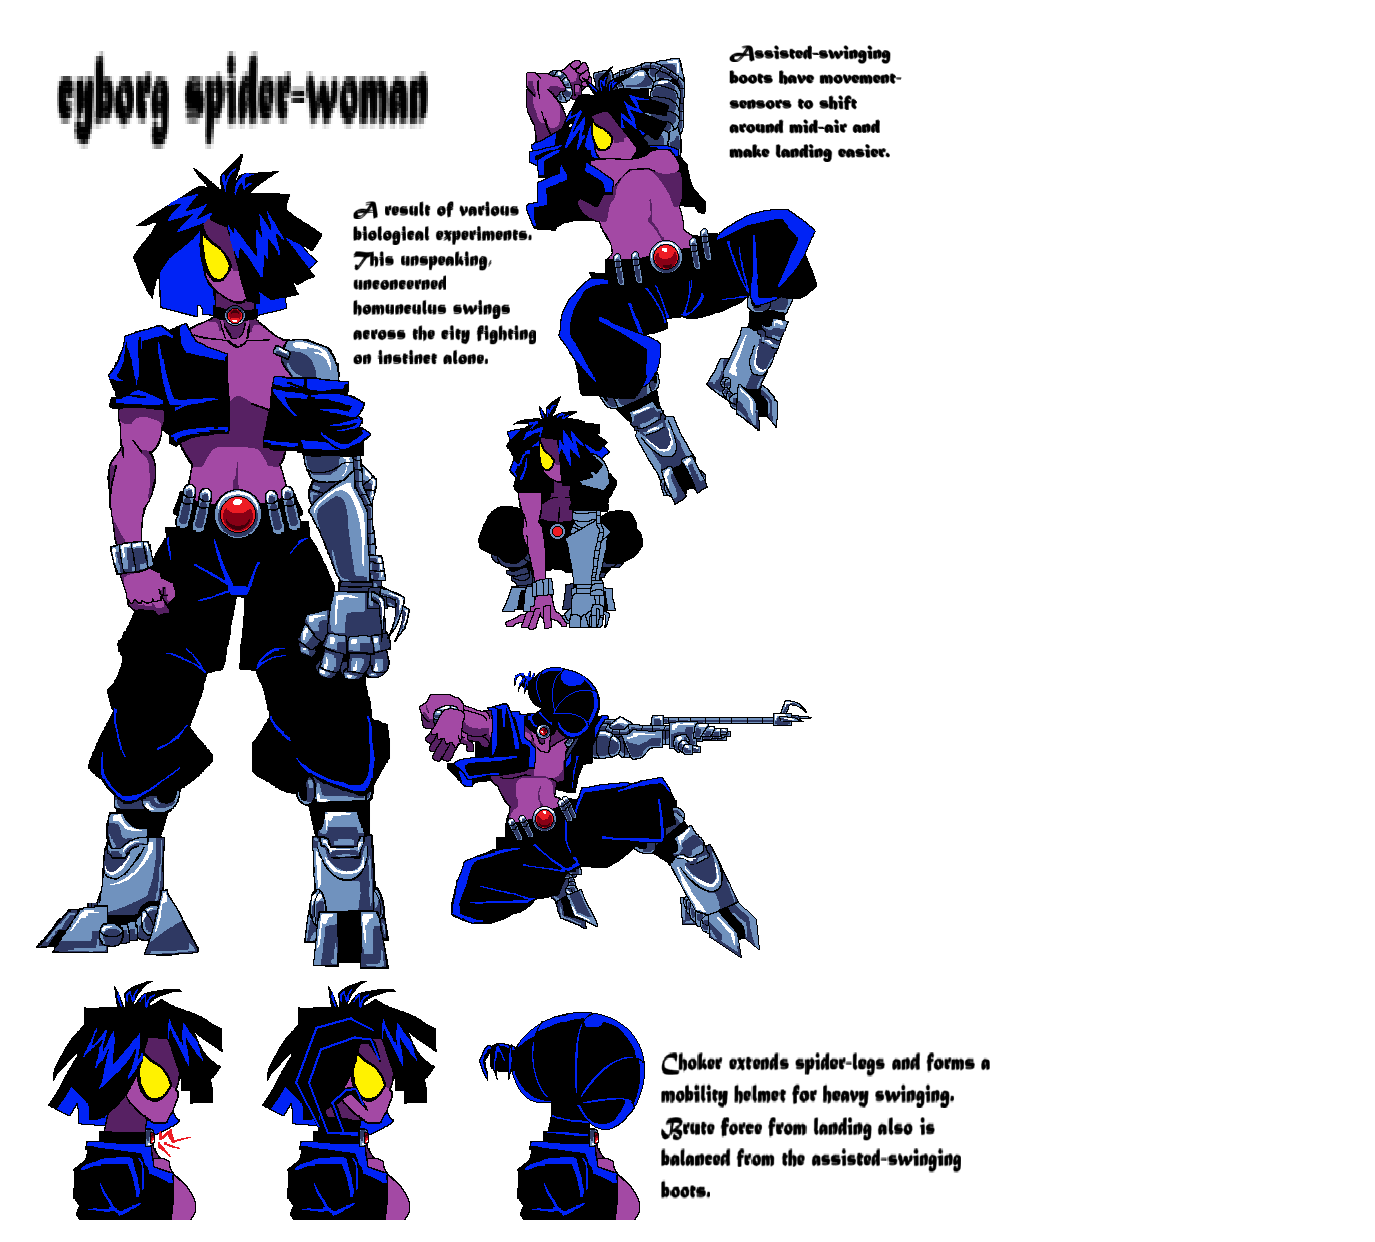 cyborg spider-woman
Assisted-swinging
boots have movement-
sensors to shift
around mid-air and
make landing easier.
A result of various
biological experiments.
This unspeaking,
unconcerned
homunculus swings
across the city fighting
on instinct alone.
Choker extends spider-legs and forms a
mobility helmet for heavy swinging.
Brute force from landing also is
balanced from the assisted-swinging
boots.